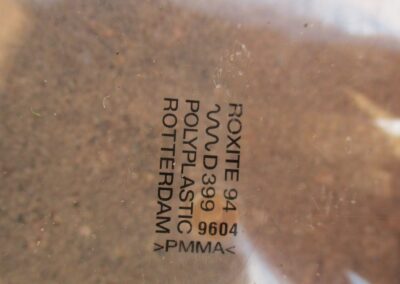 ROXITE 94
D399
POLYPLASTIC
ROTTERDAM
9604
>PMMA<